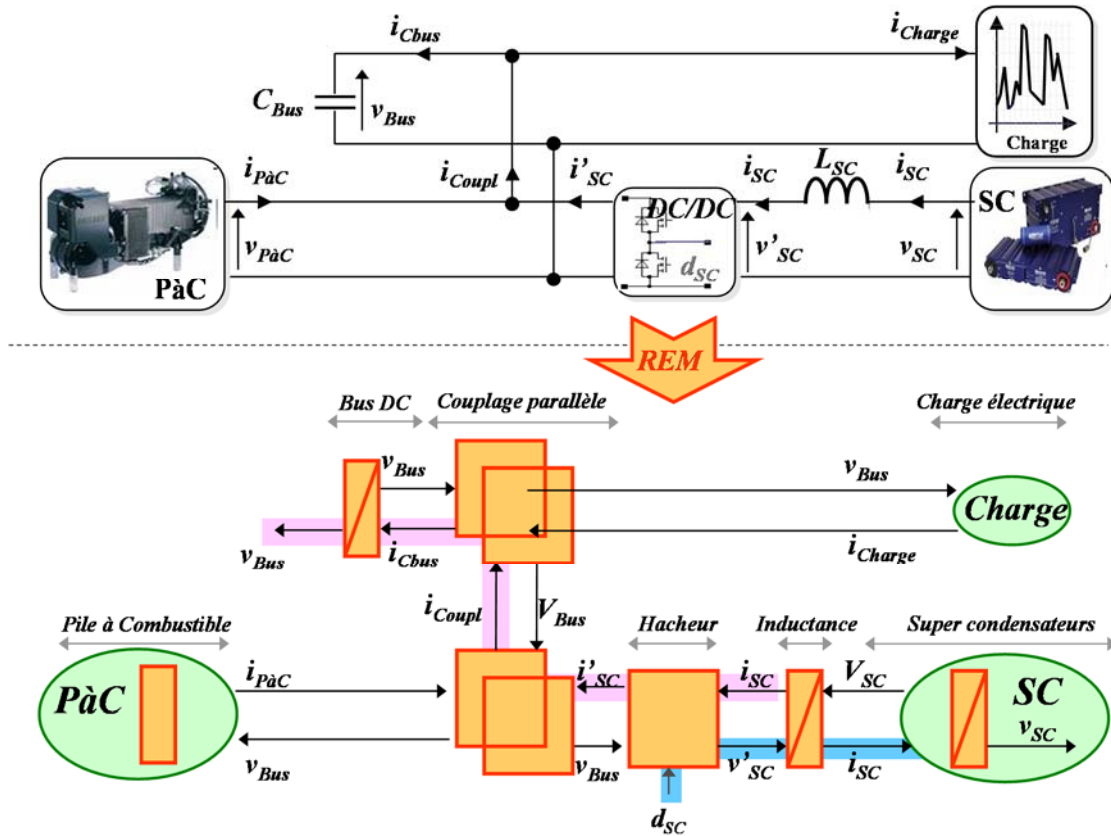 i_Cbus
i_Charge
C_Bus
v_Bus
Charge
i_PàC
i_Coupl
i'_SC
i_SC
L_SC
i_SC
DC/DC
SC
v_PàC
v'_SC
v_SC
PàC
d_SC
REM
Bus DC
Couplage parallèle
Charge électrique
v_Bus
v_Bus
Charge
v_Bus
i_Cbus
i_Charge
i_Coupl
V_Bus
Pile à Combustible
Hacheur
Inductance
Super condensateurs
i_PàC
i'_SC
i_SC
V_SC
PàC
SC
v_SC
v_Bus
v_Bus
v'_SC
i_SC
d_SC